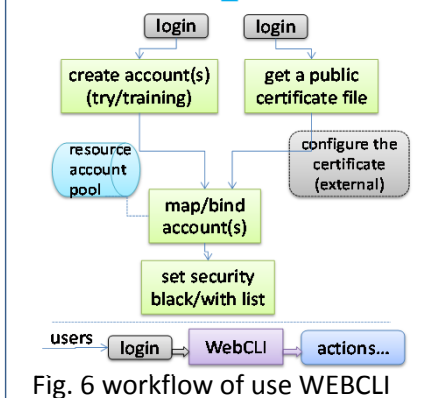 login
login
create account(s)
(try/training)
get a public
certificate file
resource
account
pool
configure the
certificate
(external)
map/bind
account(s)
set security
black/with list
users
login
WebCLI
actions...
Fig. 6 workflow of use WEBCLI